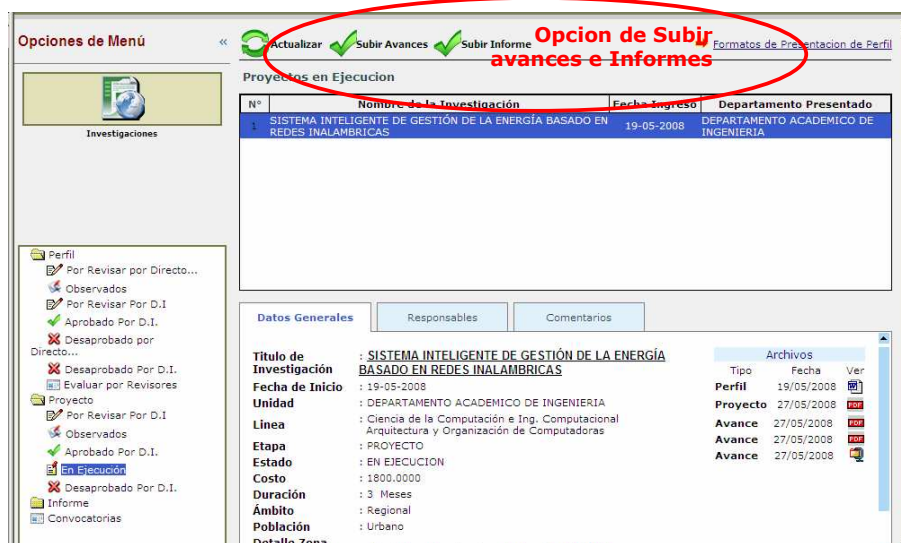 Opciones de Menú «
Investigaciones
Perfil
Por Revisar por Directo...
Observados
Por Revisar Por D.I
Aprobado Por D.I.
Desaprobado por
Directo...
Desaprobado Por D.I.
Evaluar por Revisores
Proyecto
Por Revisar Por D.I
Observados
Aprobado Por D.I.
En Ejecución
Desaprobado Por D.I.
Informe
Convocatorias
Actualizar Subir Avances Subir Informe
Opcion de Subir
avances e Informes
Formatos de Presentacion de Perfil
Proyectos en Ejecucion
N° Nombre de la Investigación Fecha Ingreso Departamento Presentado
1 SISTEMA INTELIGENTE DE GESTIÓN DE LA ENERGÍA BASADO EN 19-05-2008 DEPARTAMENTO ACADEMICO DE
REDES INALAMBRICAS INGENIERIA
Datos Generales Responsables Comentarios
Titulo de : SISTEMA INTELIGENTE DE GESTIÓN DE LA ENERGÍA
Investigación BASADO EN REDES INALAMBRICAS
Fecha de Inicio : 19-05-2008
Unidad : DEPARTAMENTO ACADEMICO DE INGENIERIA
Linea : Ciencia de la Computación e Ing. Computacional
Arquitectura y Organización de Computadoras
Etapa : PROYECTO
Estado : EN EJECUCION
Costo : 1800.0000
Duración : 3 Meses
Ámbito : Regional
Población : Urbano
Detalle Zona
Archivos
Tipo Fecha Ver
Perfil 19/05/2008
Proyecto 27/05/2008 PDF
Avance 27/05/2008 PDF
Avance 27/05/2008 PDF
Avance 27/05/2008